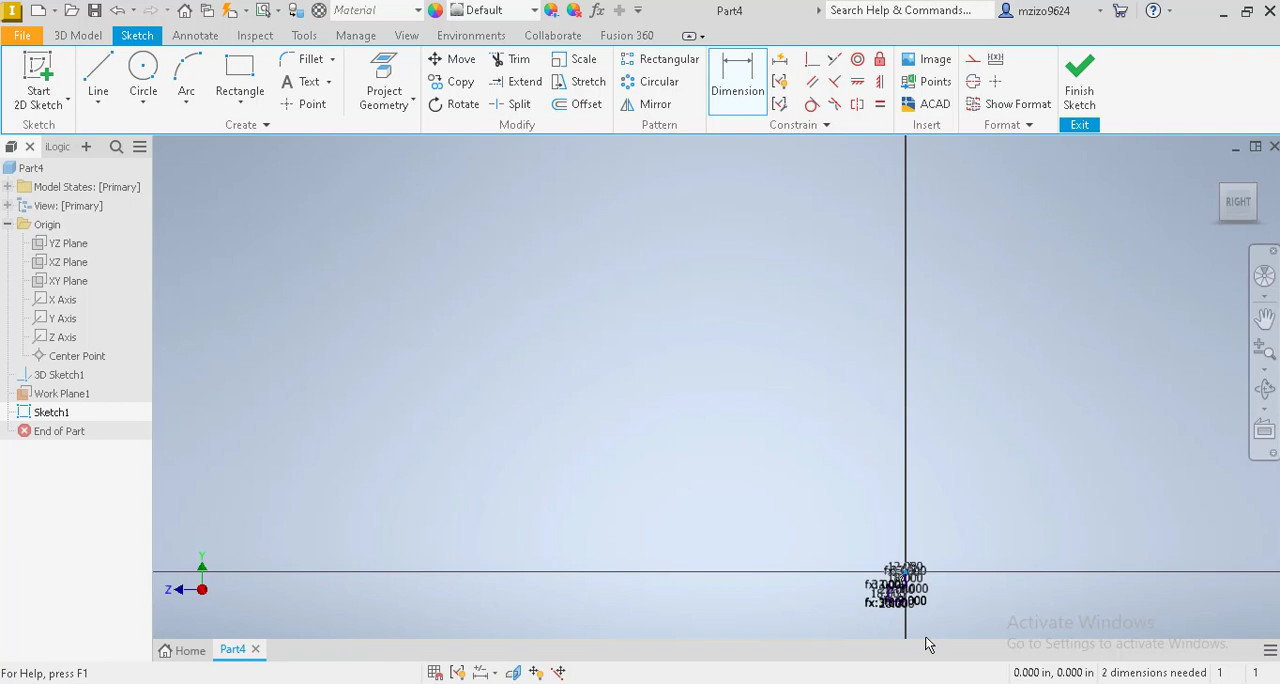 Material Default fx Part4 Search Help & Commands... mzizo9624
File 3D Model Sketch Annotate Inspect Tools Manage View Environments Collaborate Fusion 360
Start 2D Sketch Line Circle Arc Rectangle Fillet Text Point Project Geometry
Move Trim Scale Rectangular Dimension Image
Copy Extend Stretch Circular Points
Rotate Split Offset Mirror ACAD Show Format Finish Sketch
Sketch Create Modify Pattern Constrain Insert Format Exit
iLogic +
Part4
Model States: [Primary]
View: [Primary]
Origin
YZ Plane
XZ Plane
XY Plane
X Axis
Y Axis
Z Axis
Center Point
3D Sketch1
Work Plane1
Sketch1
End of Part
RIGHT
Y
Z
Activate Windows
Go to Settings to activate Windows.
Home Part4
For Help, press F1 0.000 in, 0.000 in 2 dimensions needed 1 1